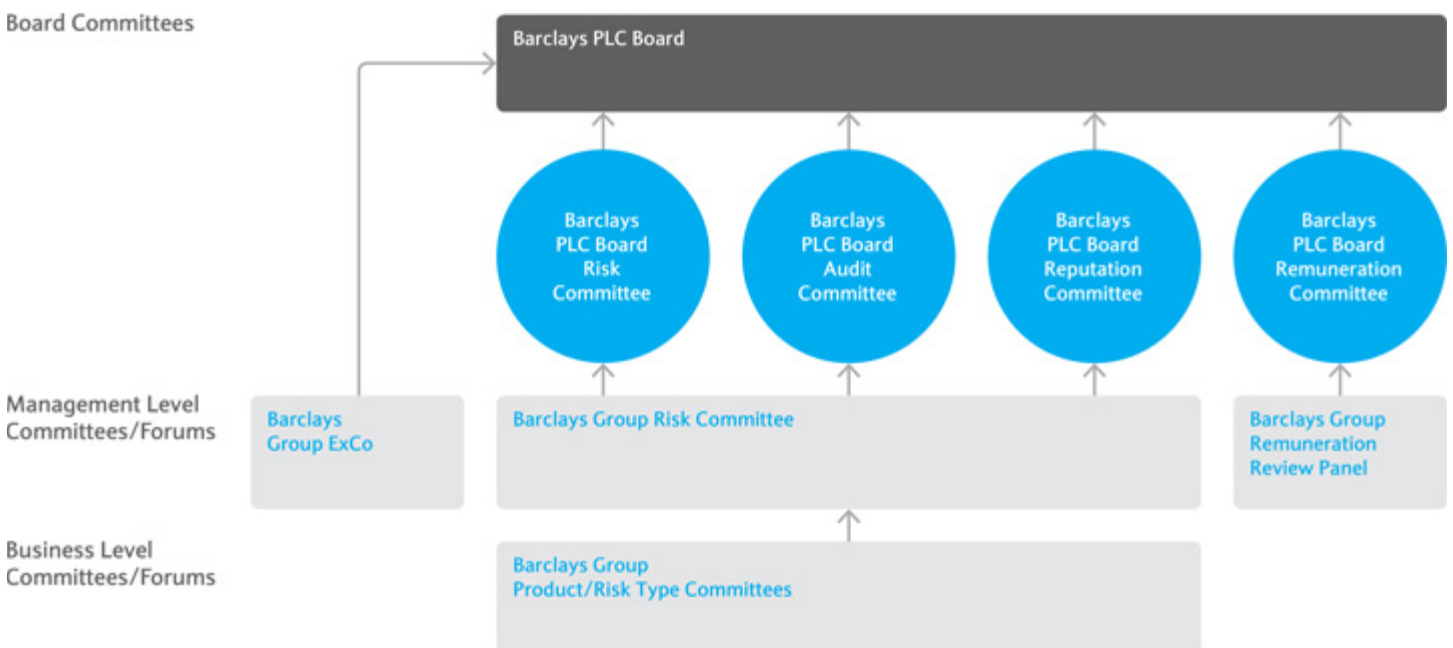 Board Committees
Barclays PLC Board
Barclays
PLC Board
Risk
Committee
Barclays
PLC Board
Audit
Committee
Barclays
PLC Board
Reputation
Committee
Barclays
PLC Board
Remuneration
Committee
Management Level
Committees/Forums
Barclays
Group ExCo
Barclays Group Risk Committee
Barclays Group
Remuneration
Review Panel
Business Level
Committees/Forums
Barclays Group
Product/Risk Type Committees